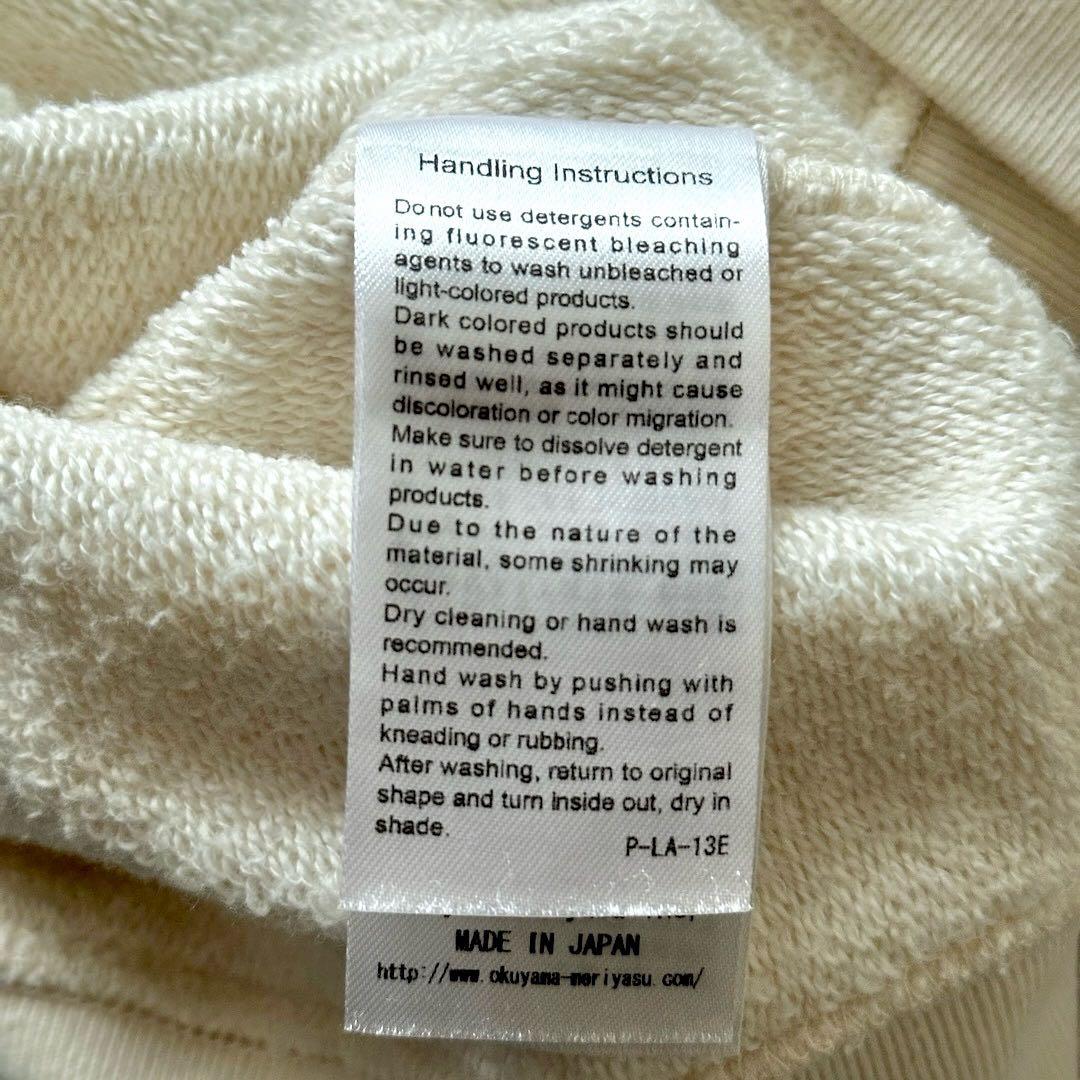 Handling Instructions
Do not use detergents contain-
ing fluorescent bleaching
agents to wash unbleached or
light-colored products.
Dark colored products should
be washed separately and
rinsed well, as it might cause
discoloration or color migration.
Make sure to dissolve detergent
in water before washing
products.
Due to the nature of the
material, some shrinking may
occur.
Dry cleaning or hand wash is
recommended.
Hand wash by pushing with
palms of hands instead of
kneading or rubbing.
After washing, return to original
shape and turn inside out, dry in
shade.
P-LA-13E
MADE IN JAPAN
http://www.okuyama-noriyasu.com/